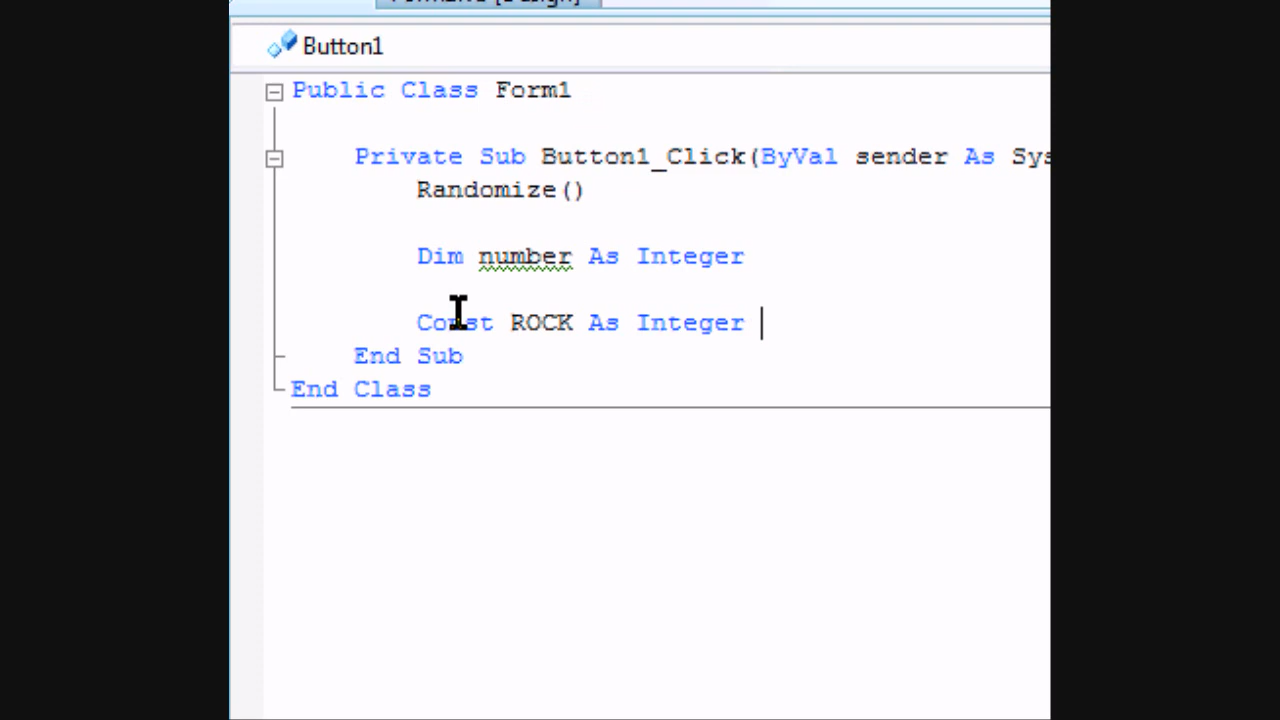 Button1
Public Class Form1
Private Sub Button1_Click(ByVal sender As Sys
Randomize()
Dim number As Integer
Const ROCK As Integer
End Sub
End Class